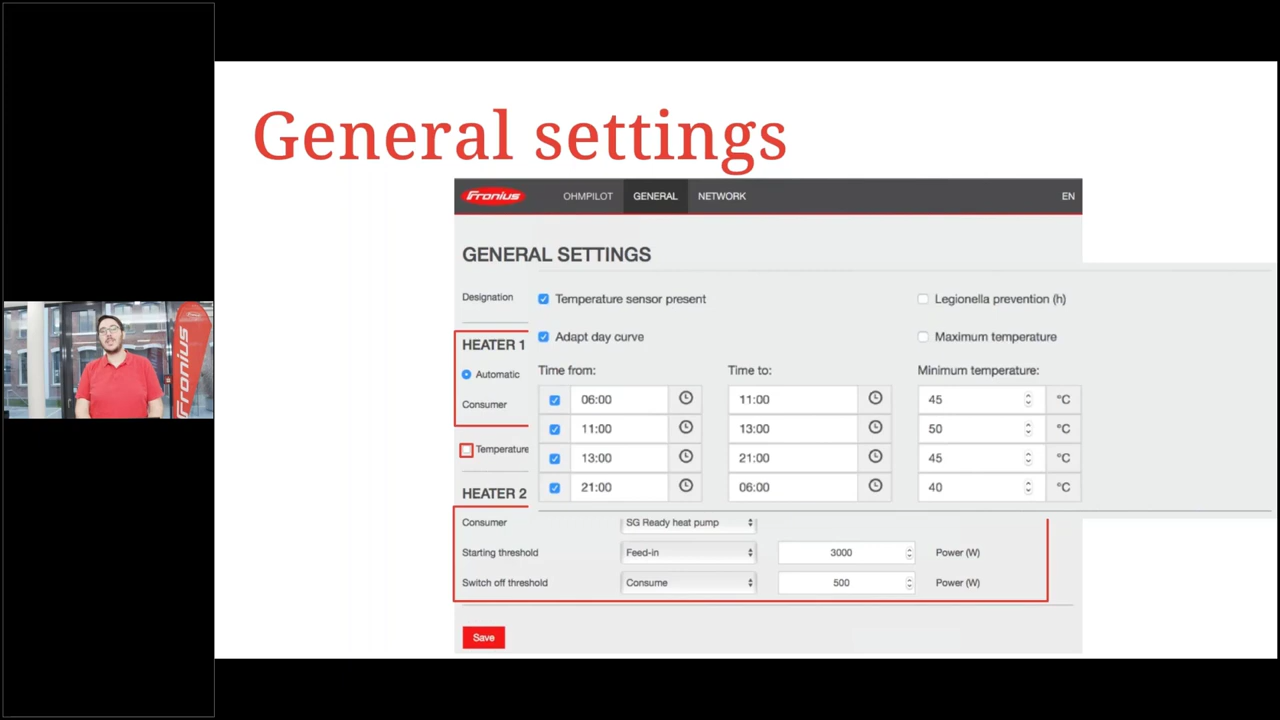 General settings
Fronius OHMPILOT GENERAL NETWORK EN
GENERAL SETTINGS
Designation
Temperature sensor present Legionella prevention (h)
HEATER 1
Adapt day curve Maximum temperature
Automatic
Time from: Time to: Minimum temperature:
Consumer
06:00 11:00 45 °C
11:00 13:00 50 °C
Temperature
13:00 21:00 45 °C
21:00 06:00 40 °C
HEATER 2
Consumer SG Ready heat pump
Starting threshold Feed-in 3000 Power (W)
Switch off threshold Consume 500 Power (W)
Save
Fronius